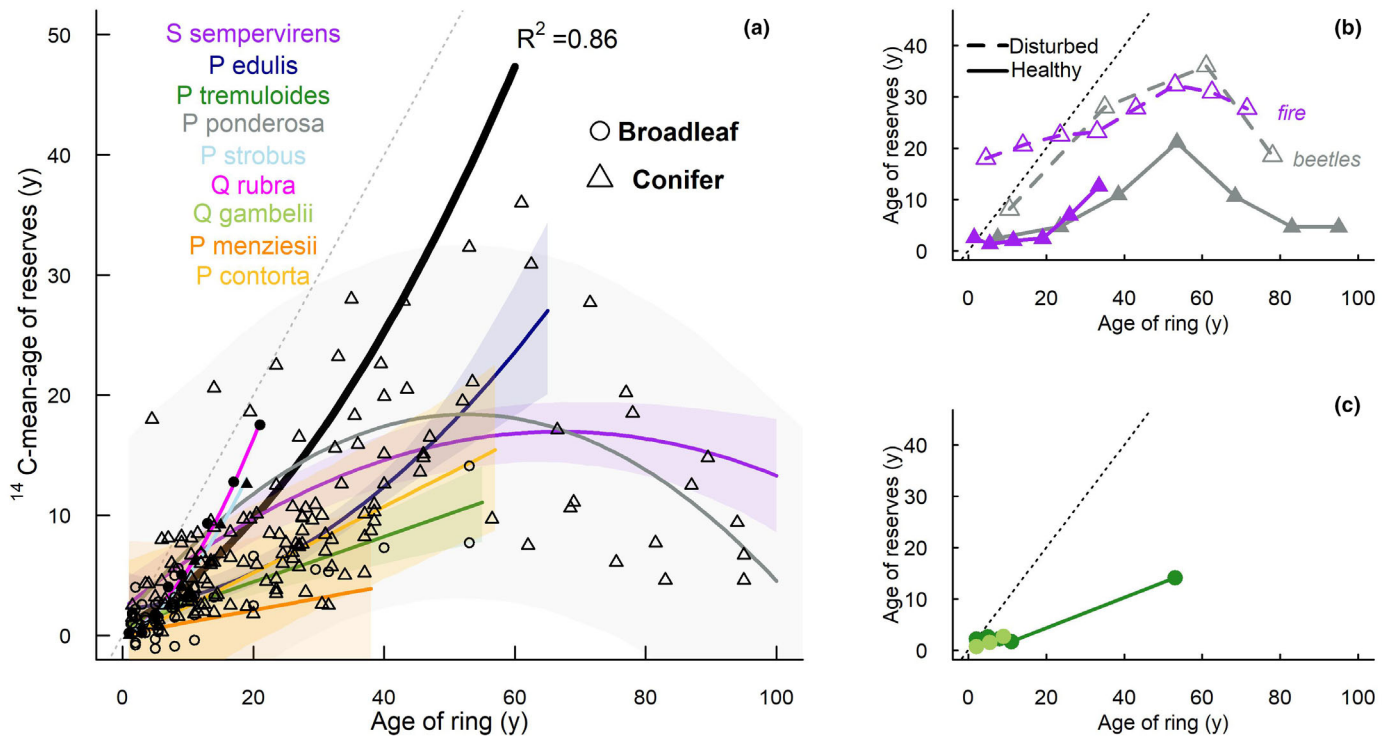 (a)
R² =0.86
S sempervirens
P edulis
P tremuloides
P ponderosa
P strobus
Q rubra
Q gambelii
P menziesii
P contorta
Broadleaf
Conifer
¹⁴C-mean-age of reserves (y)
50
40
30
20
10
0
0 20 40 60 80 100
Age of ring (y)
(b)
Disturbed
Healthy
fire
beetles
Age of reserves (y)
40
30
20
10
0
0 20 40 60 80 100
Age of ring (y)
(c)
Age of reserves (y)
40
30
20
10
0
0 20 40 60 80 100
Age of ring (y)